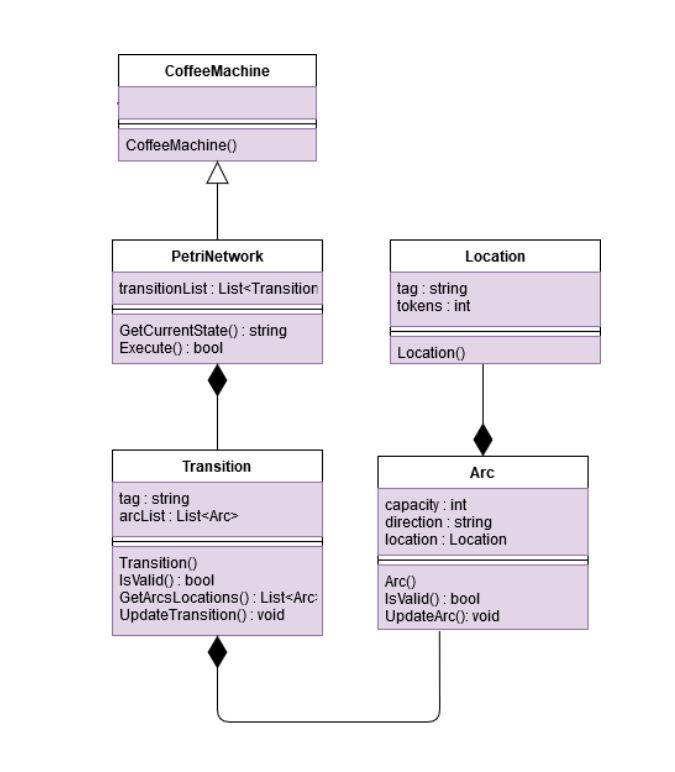 CoffeeMachine
CoffeeMachine()
PetriNetwork
transitionList : List<Transition
GetCurrentState() : string
Execute() : bool
Location
tag : string
tokens : int
Location()
Transition
tag : string
arcList : List<Arc>
Transition()
IsValid() : bool
GetArcsLocations() : List<Arc>
UpdateTransition() : void
Arc
capacity : int
direction : string
location : Location
Arc()
IsValid() : bool
UpdateArc(): void